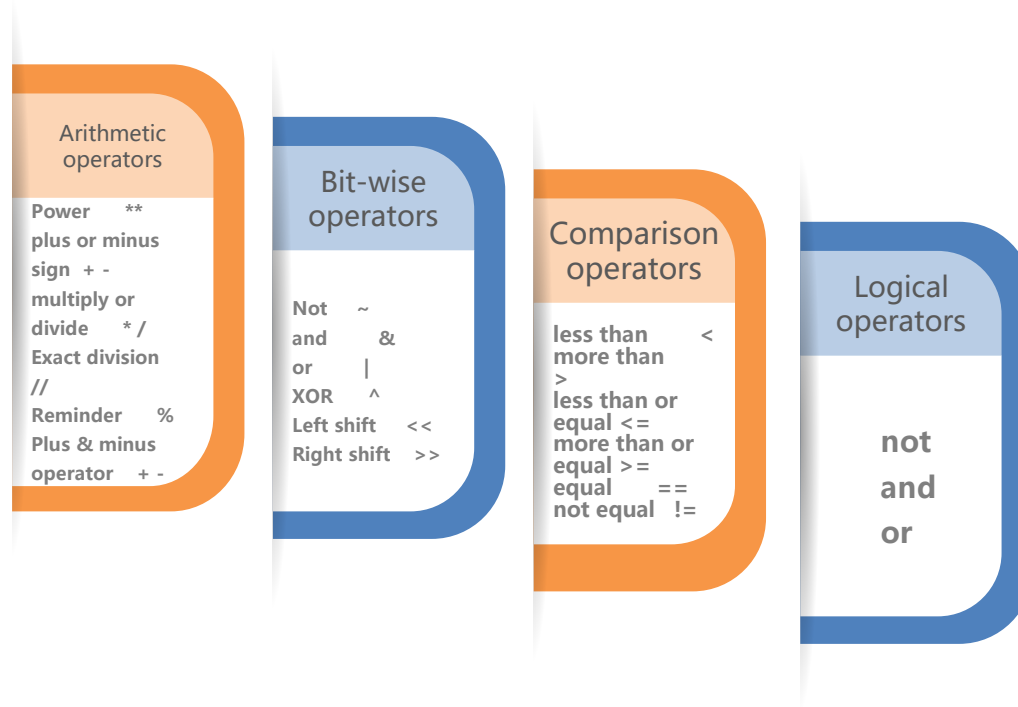 Arithmetic
operators
Power **
plus or minus
sign + -
multiply or
divide * /
Exact division
//
Reminder %
Plus & minus
operator + -
Bit-wise
operators
Not ~
and &
or |
XOR ^
Left shift <<
Right shift >>
Comparison
operators
less than <
more than
>
less than or
equal <=
more than or
equal >=
equal ==
not equal !=
Logical
operators
not
and
or